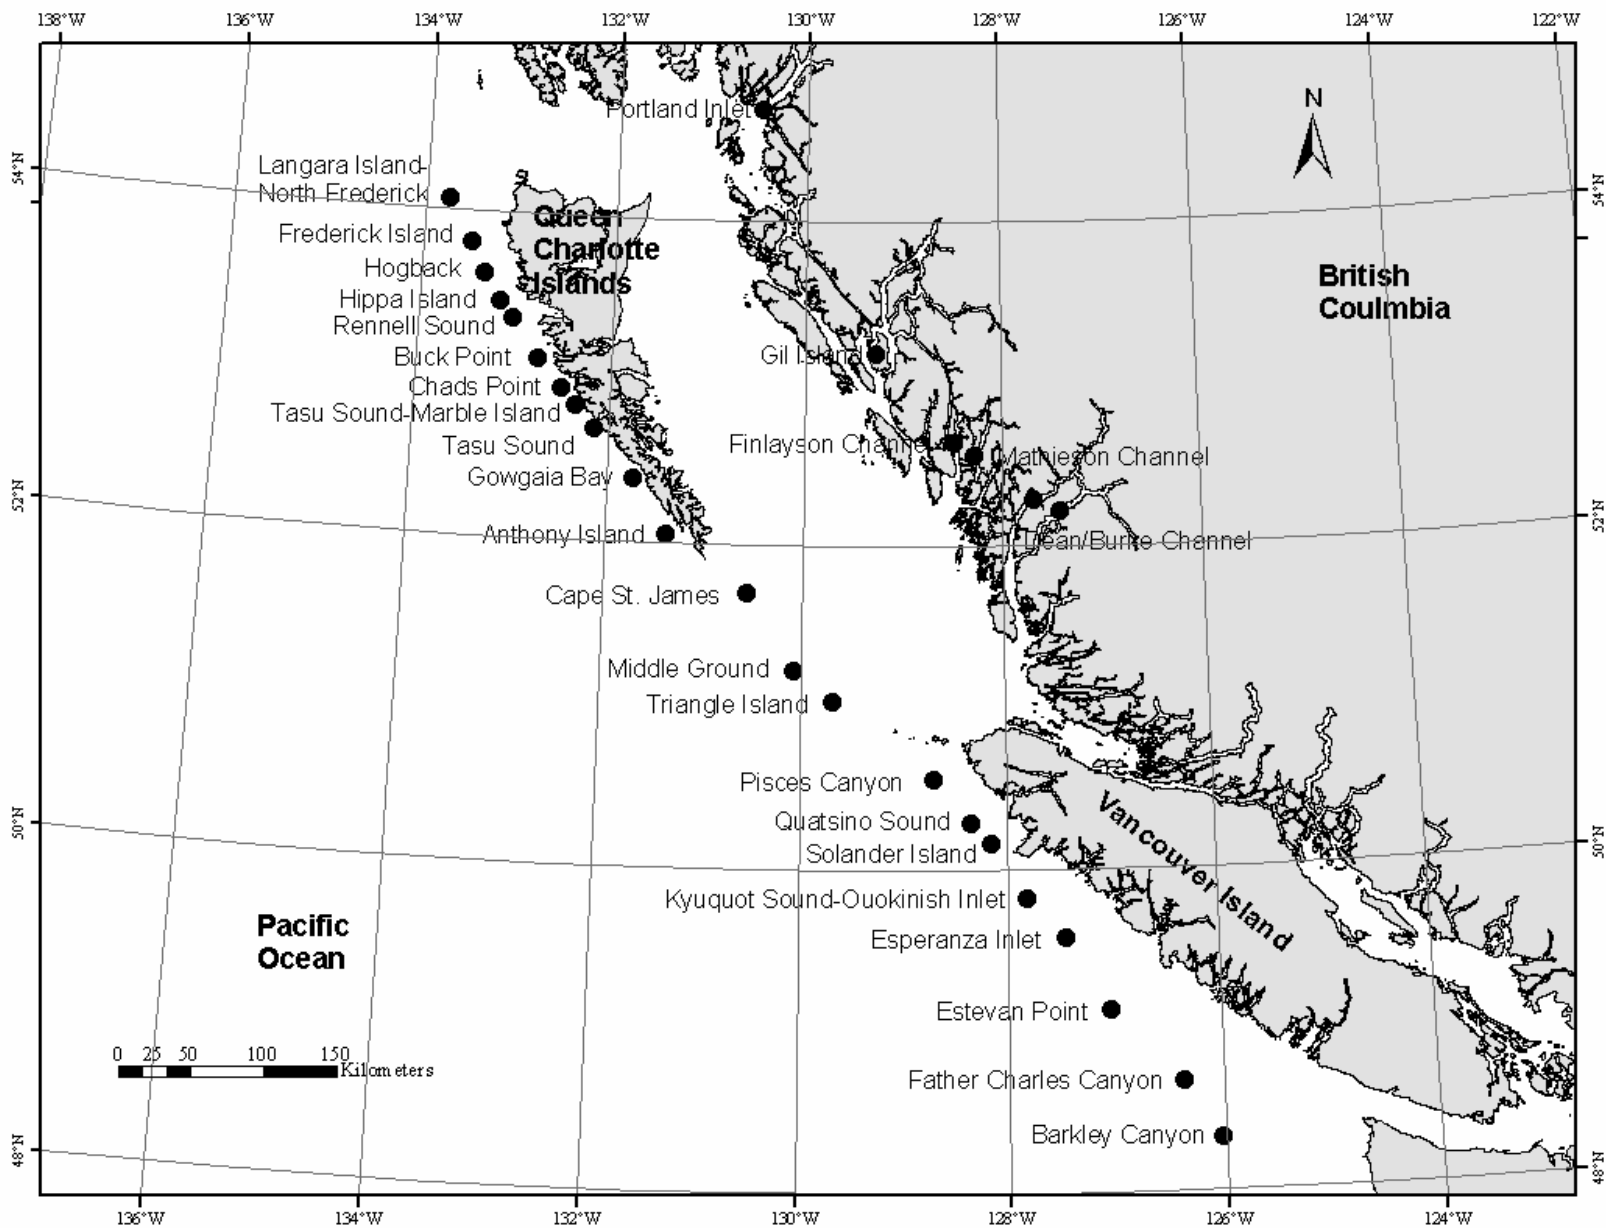 138°W 136°W 134°W 132°W 130°W 128°W 126°W 124°W 122°W
N
Portland Inlet
54°N
54°N
Langara Island-
North Frederick
Queen
Charlotte
Islands
Frederick Island
Hogback
British
Coulmbia
Hippa Island
Rennell Sound
Buck Point
Gil Island
Chads Point
Tasu Sound-Marble Island
Tasu Sound
Finlayson Channel
Mathieson Channel
Gowgaia Bay
52°N
52°N
Anthony Island
Dean/Burke Channel
Cape St. James
Middle Ground
Triangle Island
Pisces Canyon
Vancouver Island
Quatsino Sound
50°N
50°N
Solander Island
Kyuquot Sound-Ouokinish Inlet
Pacific
Ocean
Esperanza Inlet
Estevan Point
0 25 50 100 150
Kilometers
Father Charles Canyon
Barkley Canyon
48°N
48°N
136°W 134°W 132°W 130°W 128°W 126°W 124°W